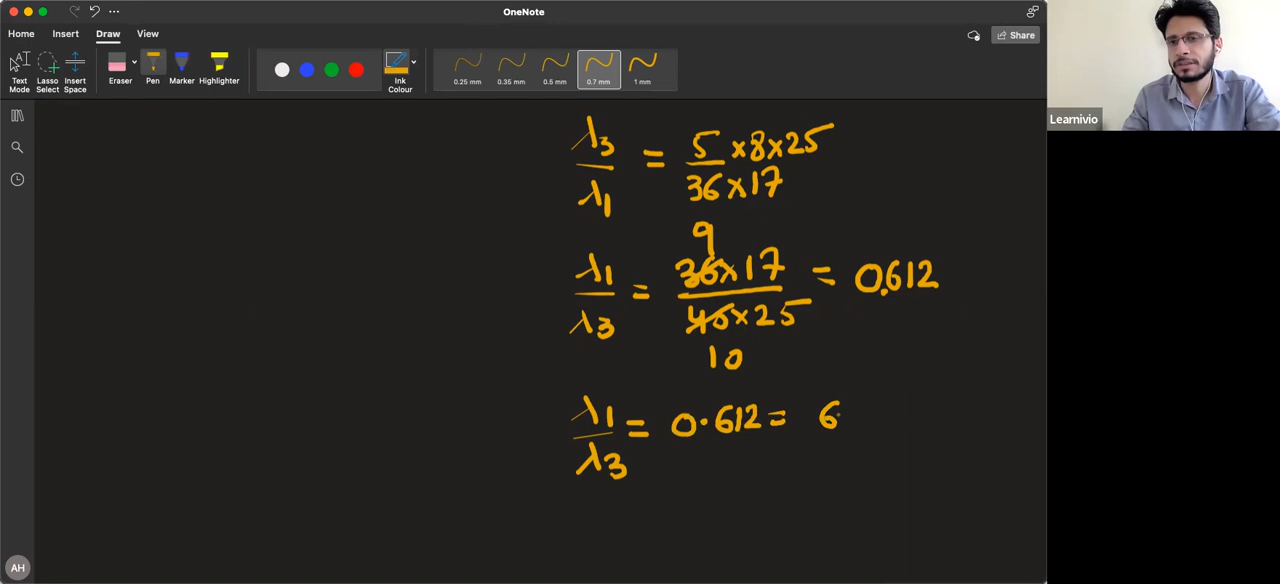 OneNote
Home Insert Draw View
Share
Text Mode Lasso Select Insert Space Eraser Pen Marker Highlighter Ink Colour 0.25 mm 0.35 mm 0.5 mm 0.7 mm 1 mm
Learnivio
λ3/λ1 = 5×8×25/36×17
9
λ1/λ3 = 36×17/40×25 = 0.612
10
λ1/λ3 = 0.612 = 6
AH